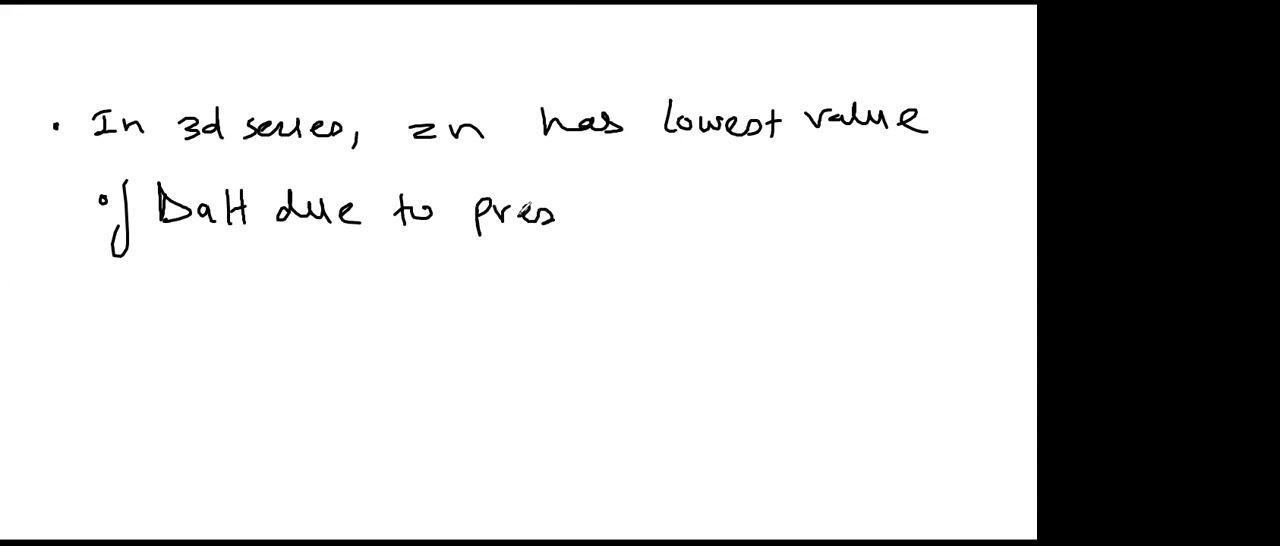 • In 3d series, zn has lowest value
of ΔaH due to pres